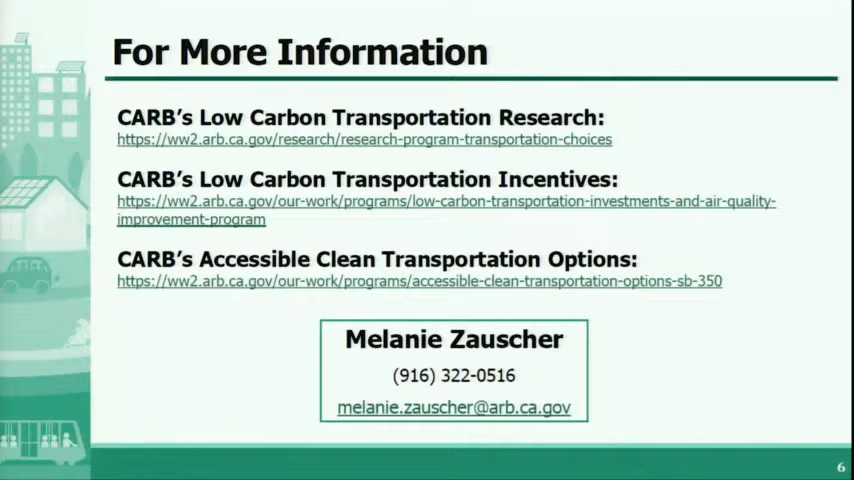 For More Information
CARB's Low Carbon Transportation Research:
https://ww2.arb.ca.gov/research/research-program-transportation-choices
CARB's Low Carbon Transportation Incentives:
https://ww2.arb.ca.gov/our-work/programs/low-carbon-transportation-investments-and-air-quality-
improvement-program
CARB's Accessible Clean Transportation Options:
https://ww2.arb.ca.gov/our-work/programs/accessible-clean-transportation-options-sb-350
Melanie Zauscher
(916) 322-0516
melanie.zauscher@arb.ca.gov
6